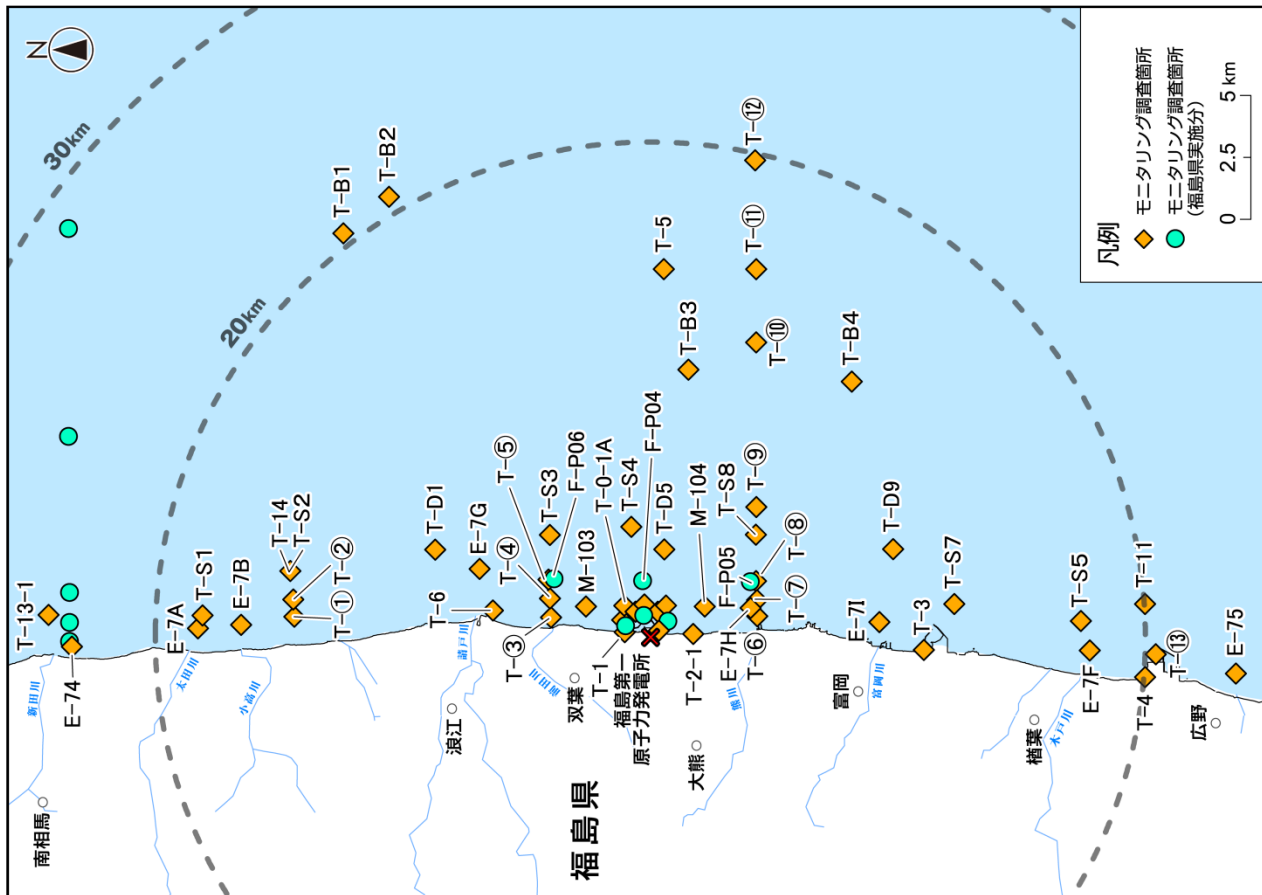 N
30km
20km
T-B1
T-B2
T-⑫
T-⑪
T-5
T-⑩
T-B3
T-B4
T-13-1
E-7A
T-S1
E-7B
T-14
T-S2
T-②
T-①
E-74
新田川
太田川
小高川
南相馬
T-D1
E-7G
T-6
T-④
T-⑤
F-P06
T-S3
T-③
M-103
T-0-1A
T-S4
F-P04
T-D5
M-104
T-S8
T-⑨
T-⑧
F-P05
T-⑦
T-⑥
E-7H
T-2-1
T-1
福島第一
原子力発電所
請戸川
前田川
双葉
浪江
大熊
熊川
福島県
E-7I
T-D9
T-3
T-S7
富岡
富岡川
T-S5
E-7F
T-11
T-⑬
T-4
E-75
楢葉
木戸川
広野
凡例
モニタリング調査箇所
モニタリング調査箇所
(福島県実施分)
0 2.5 5 km